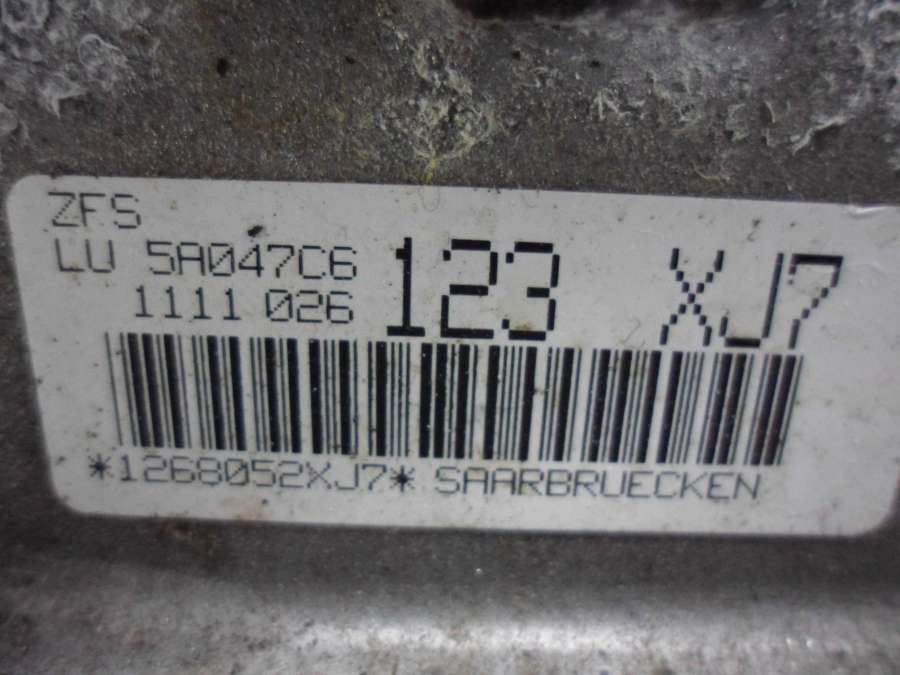 ZFS
LU 5A047C6
1111 026 123 XJ7
*1268052XJ7* SAARBRUECKEN